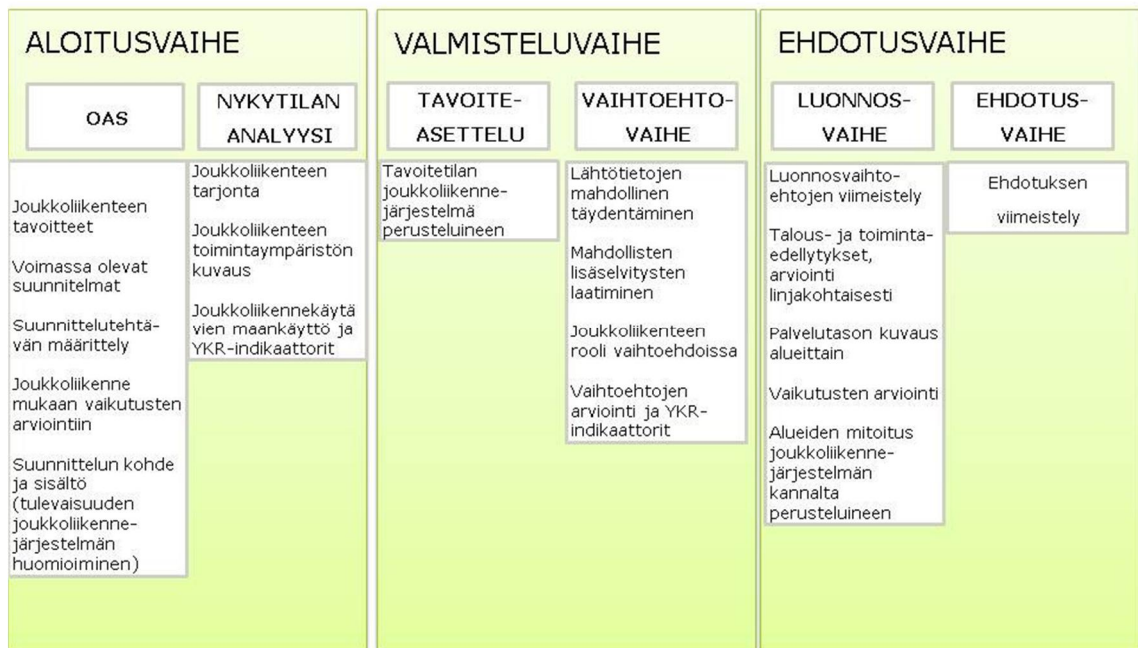 ALOITUSVAIHE
OAS
Joukkoliikenteen
tavoitteet
Voimassa olevat
suunnitelmat
Suunnittelutehtä-
vän määrittely
Joukkoliikenne
mukaan vaikutusten
arviointiin
Suunnittelun kohde
ja sisältö
(tulevaisuuden
joukkoliikenne-
järjestelmän
huomioiminen)
NYKYTILAN
ANALYYSI
Joukkoliikenteen
tarjonta
Joukkoliikenteen
toimintaympäristön
kuvaus
Joukkoliikennekäytä
vien maankäyttö ja
YKR-indikaattorit
VALMISTELUVAIHE
TAVOITE-
ASETTELU
Tavoitetilan
joukkoliikenne-
järjestelmä
perusteluineen
VAIHTOEHTO-
VAIHE
Lähtötietojen
mahdollinen
täydentäminen
Mahdollisten
lisäselvitysten
laatiminen
Joukkoliikenteen
rooli vaihtoehdoissa
Vaihtoehtojen
arviointi ja YKR-
indikaattorit
EHDOTUSVAIHE
LUONNOS-
VAIHE
Luonnosvaihto-
ehtojen viimeistely
Talous- ja toiminta-
edellytykset,
arviointi
linjakohtaisesti
Palvelutason kuvaus
alueittain
Vaikutusten arviointi
Alueiden mitoitus
joukkoliikenne-
järjestelmän
kannalta
perusteluineen
EHDOTUS-
VAIHE
Ehdotuksen
viimeistely